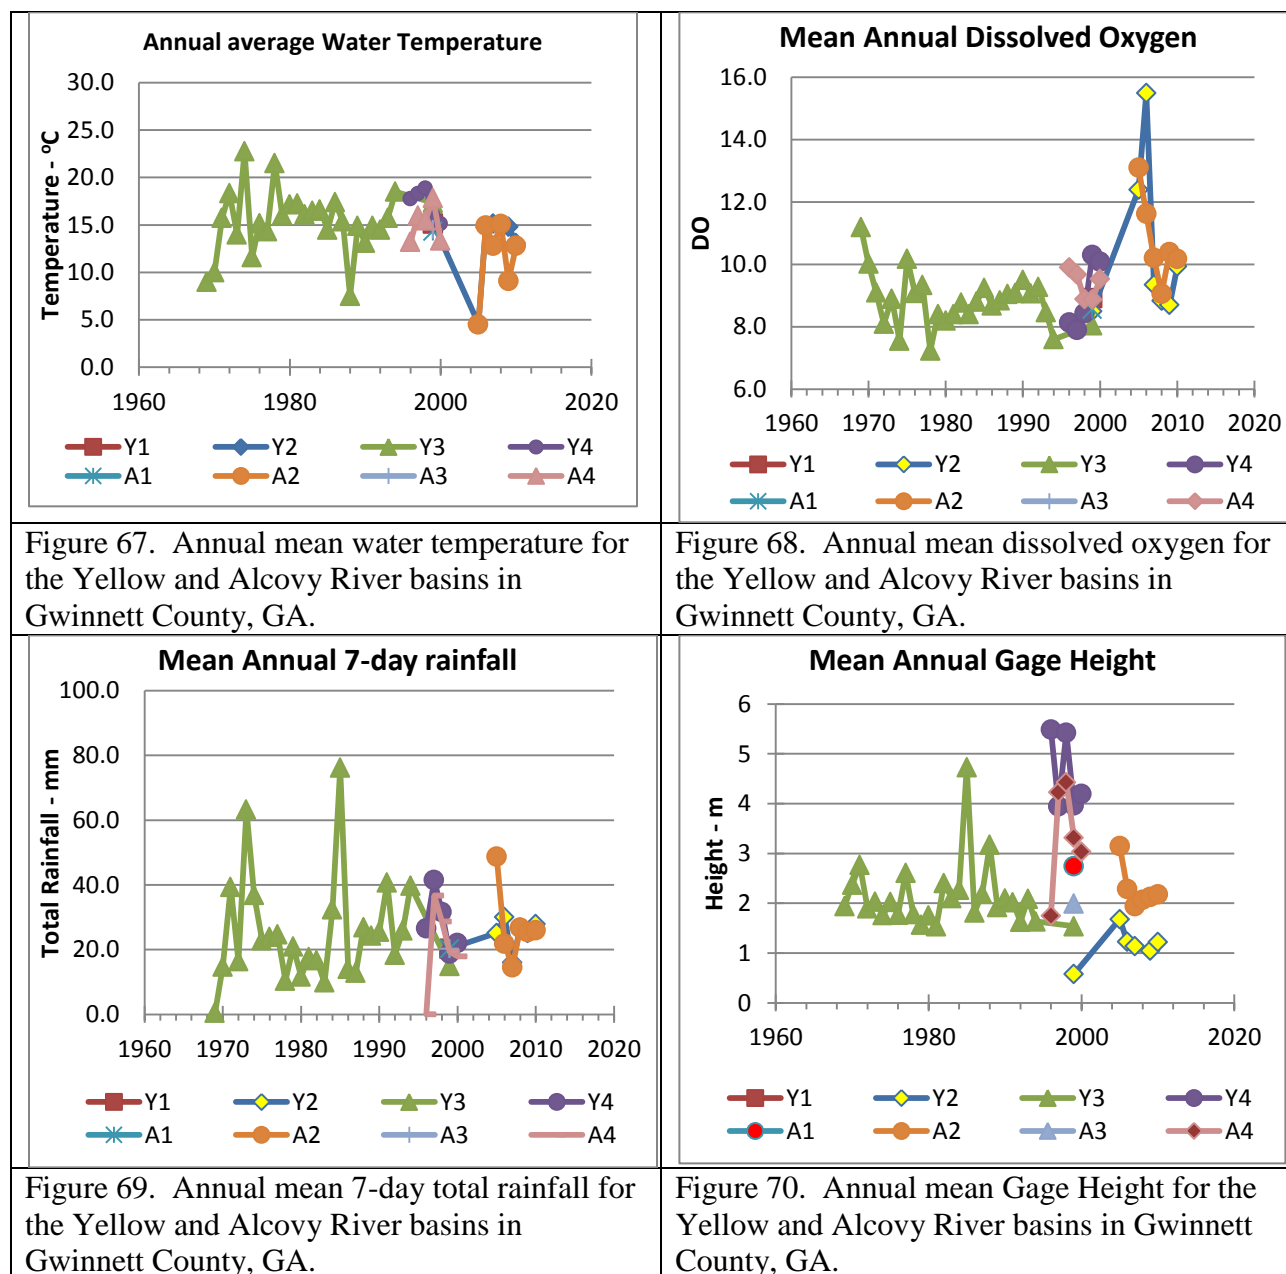 Annual average Water Temperature
30.0
25.0
20.0
15.0
10.0
5.0
0.0
Temperature - ºC
1960 1980 2000 2020
Y1 Y2 Y3 Y4
A1 A2 A3 A4
Figure 67. Annual mean water temperature for
the Yellow and Alcovy River basins in
Gwinnett County, GA.
Mean Annual Dissolved Oxygen
16.0
14.0
12.0
10.0
8.0
6.0
DO
1960 1970 1980 1990 2000 2010 2020
Y1 Y2 Y3 Y4
A1 A2 A3 A4
Figure 68. Annual mean dissolved oxygen for
the Yellow and Alcovy River basins in
Gwinnett County, GA.
Mean Annual 7-day rainfall
100.0
80.0
60.0
40.0
20.0
0.0
Total Rainfall - mm
1960 1970 1980 1990 2000 2010 2020
Y1 Y2 Y3 Y4
A1 A2 A3 A4
Figure 69. Annual mean 7-day total rainfall for
the Yellow and Alcovy River basins in
Gwinnett County, GA.
Mean Annual Gage Height
6
5
4
3
2
1
0
Height - m
1960 1980 2000 2020
Y1 Y2 Y3 Y4
A1 A2 A3 A4
Figure 70. Annual mean Gage Height for the
Yellow and Alcovy River basins in Gwinnett
County, GA.